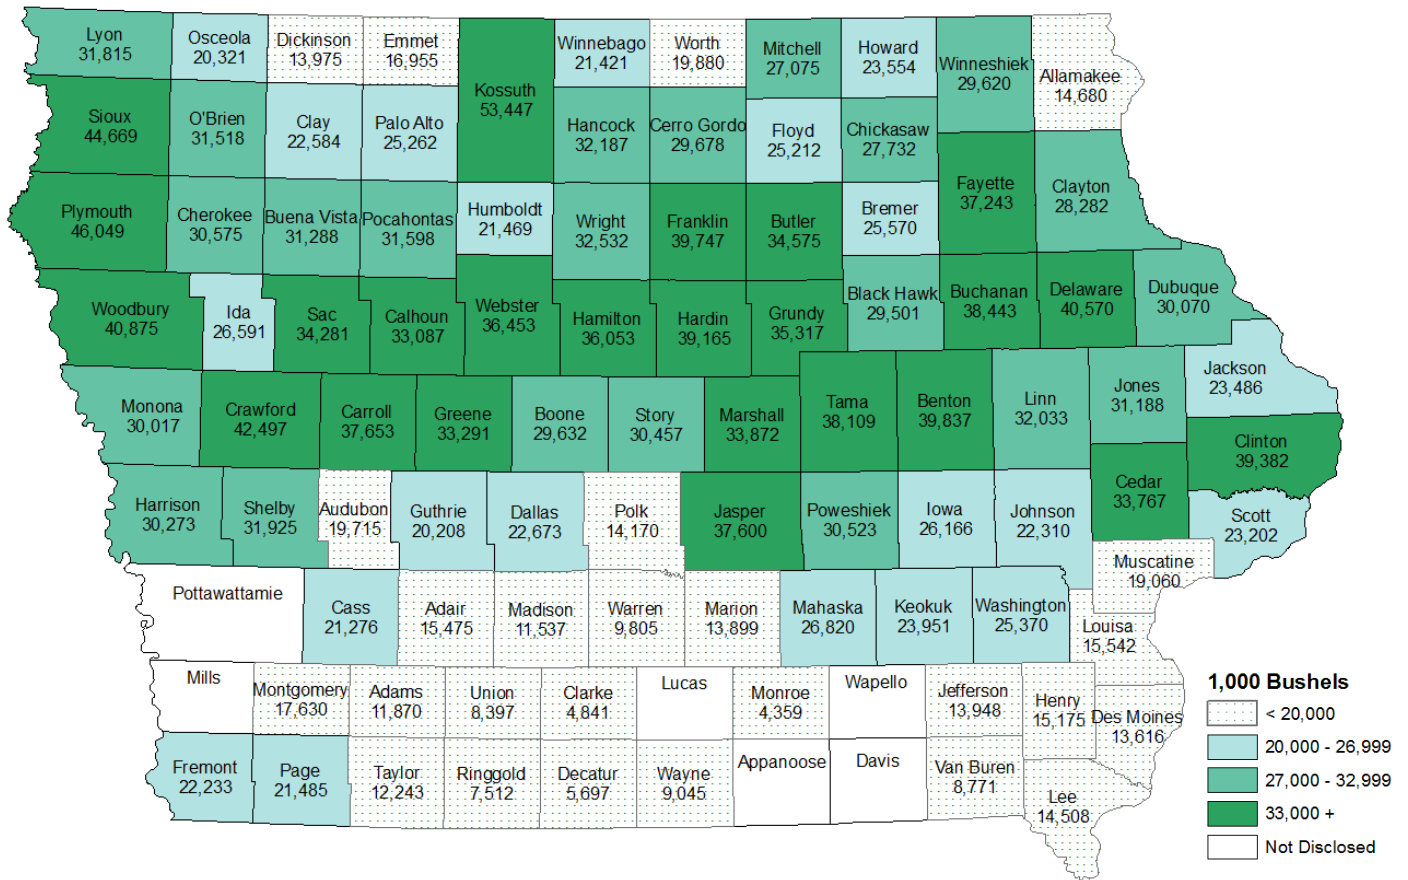 Lyon
31,815
Osceola
20,321
Dickinson
13,975
Emmet
16,955
Kossuth
53,447
Winnebago
21,421
Worth
19,880
Mitchell
27,075
Howard
23,554
Winneshiek
29,620
Allamakee
14,680
Sioux
44,669
O'Brien
31,518
Clay
22,584
Palo Alto
25,262
Hancock
32,187
Cerro Gordo
29,678
Floyd
25,212
Chickasaw
27,732
Fayette
37,243
Clayton
28,282
Plymouth
46,049
Cherokee
30,575
Buena Vista
31,288
Pocahontas
31,598
Humboldt
21,469
Wright
32,532
Franklin
39,747
Butler
34,575
Bremer
25,570
Woodbury
40,875
Ida
26,591
Sac
34,281
Calhoun
33,087
Webster
36,453
Hamilton
36,053
Hardin
39,165
Grundy
35,317
Black Hawk
29,501
Buchanan
38,443
Delaware
40,570
Dubuque
30,070
Monona
30,017
Crawford
42,497
Carroll
37,653
Greene
33,291
Boone
29,632
Story
30,457
Marshall
33,872
Tama
38,109
Benton
39,837
Linn
32,033
Jones
31,188
Jackson
23,486
Clinton
39,382
Harrison
30,273
Shelby
31,925
Audubon
19,715
Guthrie
20,208
Dallas
22,673
Polk
14,170
Jasper
37,600
Poweshiek
30,523
Iowa
26,166
Johnson
22,310
Cedar
33,767
Scott
23,202
Muscatine
19,060
Pottawattamie
Cass
21,276
Adair
15,475
Madison
11,537
Warren
9,805
Marion
13,899
Mahaska
26,820
Keokuk
23,951
Washington
25,370
Louisa
15,542
Mills
Montgomery
17,630
Adams
11,870
Union
8,397
Clarke
4,841
Lucas
Monroe
4,359
Wapello
Jefferson
13,948
Henry
15,175
Des Moines
13,616
Fremont
22,233
Page
21,485
Taylor
12,243
Ringgold
7,512
Decatur
5,697
Wayne
9,045
Appanoose
Davis
Van Buren
8,771
Lee
14,508
1,000 Bushels
< 20,000
20,000 - 26,999
27,000 - 32,999
33,000 +
Not Disclosed